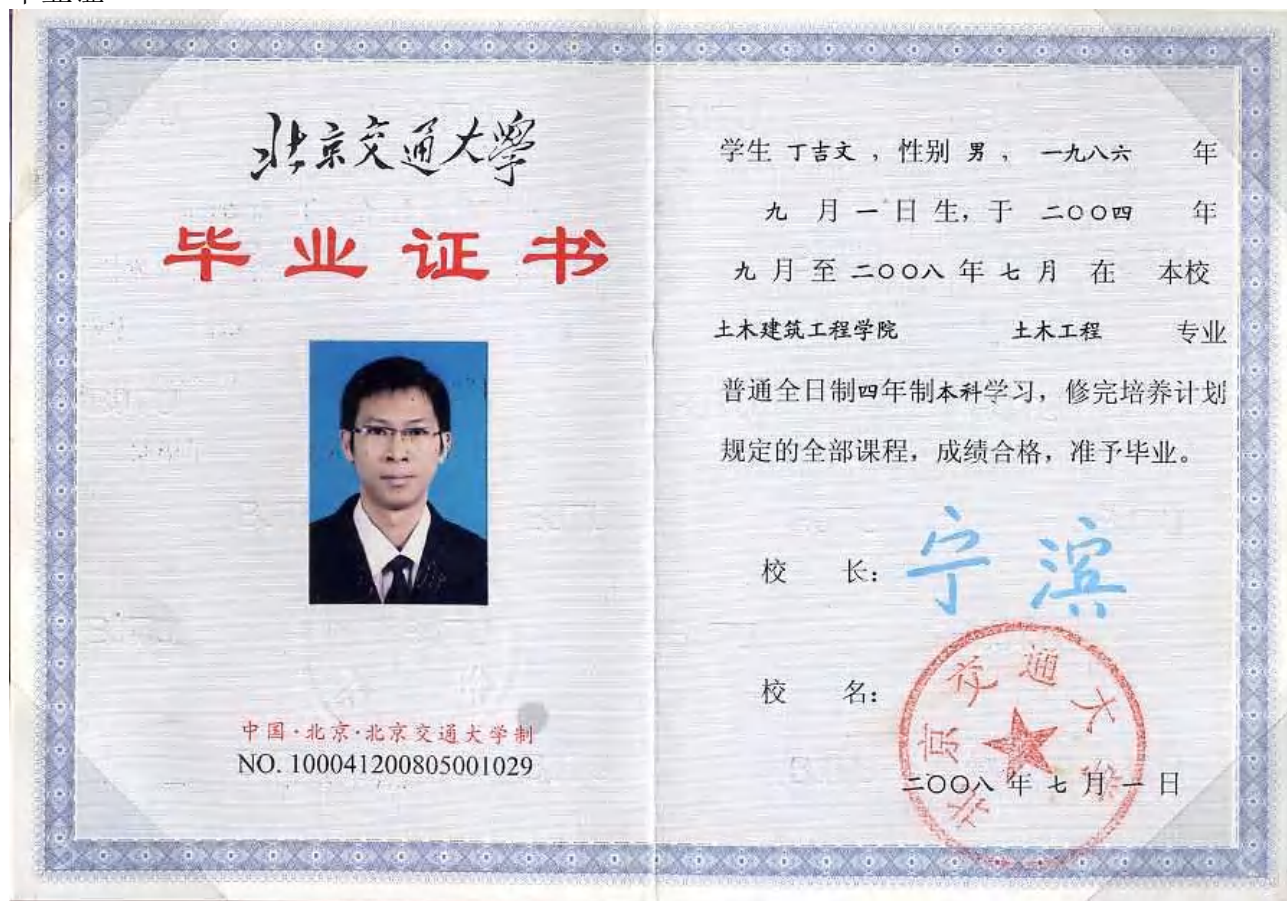 北京交通大學
毕业证书
中国·北京·北京交通大学制
NO. 100041200805001029
学生 丁吉文 ，性别 男 ， 一九八六 年
九 月 一 日 生，于 二〇〇四 年
九 月 至 二〇〇八 年 七 月 在 本校
土木建筑工程学院 土木工程 专业
普通全日制四年制本科学习，修完培养计划
规定的全部课程，成绩合格，准予毕业。
校 长： 宁滨
校 名：
北京交通大学
二〇〇八 年 七 月 一 日